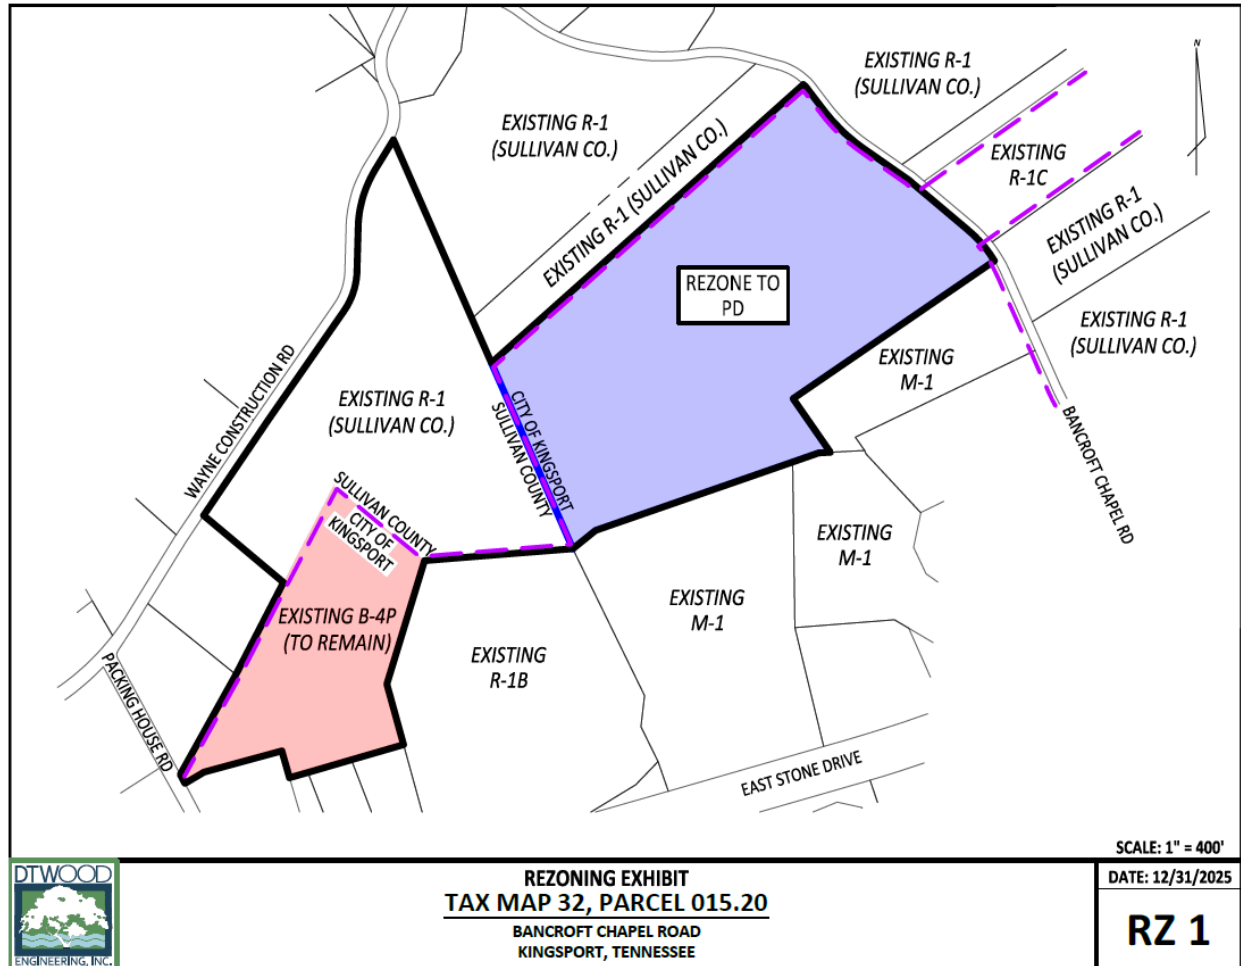 N
EXISTING R-1
(SULLIVAN CO.)
EXISTING R-1
(SULLIVAN CO.)
EXISTING R-1 (SULLIVAN CO.)
EXISTING
R-1C
EXISTING R-1
(SULLIVAN CO.)
REZONE TO
PD
EXISTING R-1
(SULLIVAN CO.)
EXISTING
M-1
WAYNE CONSTRUCTION RD
EXISTING R-1
(SULLIVAN CO.)
CITY OF KINGSPORT
SULLIVAN COUNTY
BANCROFT CHAPEL RD
SULLIVAN COUNTY
CITY OF
KINGSPORT
EXISTING
M-1
EXISTING B-4P
(TO REMAIN)
EXISTING
M-1
EXISTING
R-1B
PACKING HOUSE RD
EAST STONE DRIVE
SCALE: 1" = 400'
DTWOOD
ENGINEERING, INC.
REZONING EXHIBIT
TAX MAP 32, PARCEL 015.20
BANCROFT CHAPEL ROAD
KINGSPORT, TENNESSEE
DATE: 12/31/2025
RZ 1